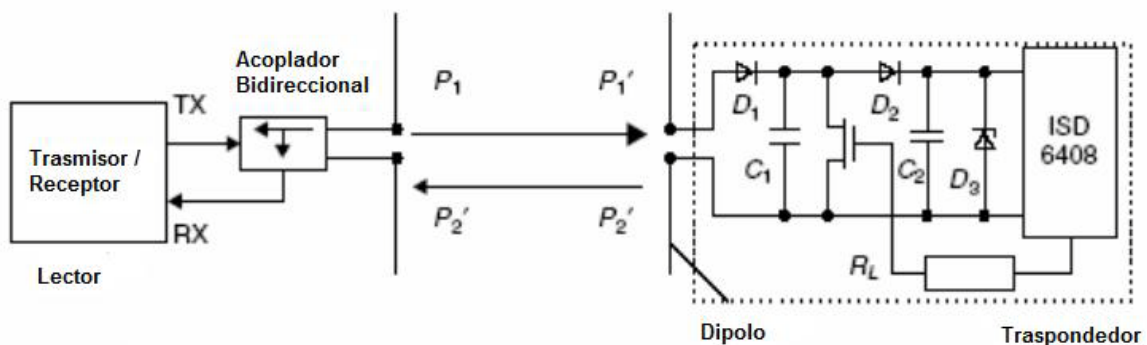 Acoplador
Bidireccional
TX
Trasmisor /
Receptor
RX
Lector
P1
P1′
P2′
P2′
D1
D2
C1
C2
D3
ISD
6408
RL
Dipolo
Traspondedor